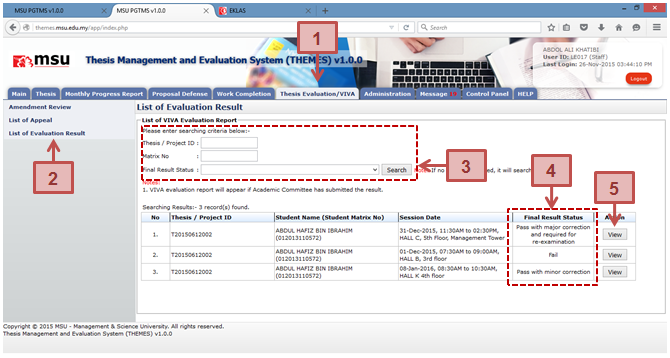 MSU PGTMS v1.0.0
MSU PGTMS v1.0.0
EKLAS
themes.msu.edu.my/app/index.php
Search
msu
Thesis Management and Evaluation System (THEMES) v1.0.0
ABDOL ALI KHATIBI
User ID: LE017 (Staff)
Last Login: 26-Nov-2015 03:44:10 PM
Logout
1
Main
Thesis
Monthly Progress Report
Proposal Defense
Work Completion
Thesis Evaluation/VIVA
Administration
Message
Control Panel
HELP
Amendment Review
List of Appeal
List of Evaluation Result
2
List of Evaluation Result
List of VIVA Evaluation Report
Please enter searching criteria below:-
Thesis / Project ID :
Matrix No :
Final Result Status :
Search
Note: If no
ed, it will searc
3
4
5
Notes:
1. VIVA evaluation report will appear if Academic Committee has submitted the result.
Searching Results:- 3 record(s) found.
No Thesis / Project ID Student Name (Student Matrix No) Session Date Final Result Status
1. T20150612002 ABDUL HAFIZ BIN IBRAHIM (012013110572) 31-Dec-2015, 11:30AM to 02:30PM, HALL C, 5th Floor, Management Tower Pass with major correction and required for re-examination View
2. T20150612002 ABDUL HAFIZ BIN IBRAHIM (012013110572) 01-Dec-2015, 07:30AM to 09:00AM, HALL B, 3rd floor Fail View
3. T20150612002 ABDUL HAFIZ BIN IBRAHIM (012013110572) 08-Jan-2016, 08:30AM to 10:30AM, HALL K 4th floor Pass with minor correction View
Copyright © 2015 MSU - Management & Science University. All rights reserved.
Thesis Management and Evaluation System (THEMES) v1.0.0